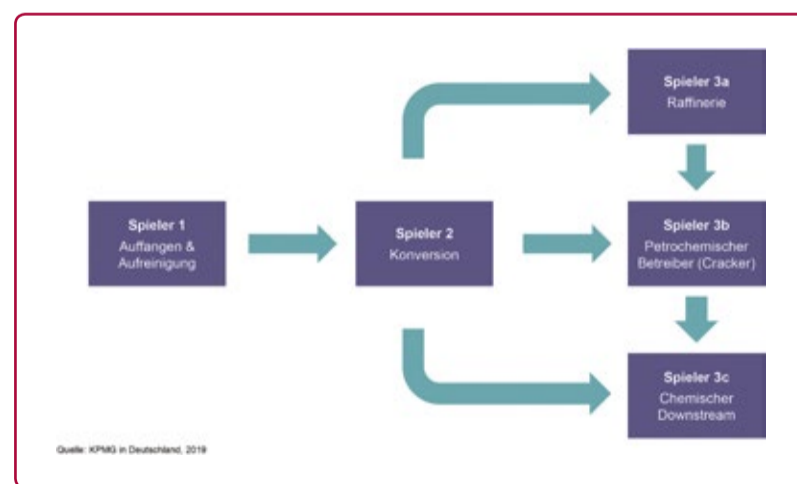 Spieler 1
Auffangen &
Aufreinigung
Spieler 2
Konversion
Spieler 3a
Raffinerie
Spieler 3b
Petrochemischer
Betreiber (Cracker)
Spieler 3c
Chemischer
Downstream
Quelle: KPMG in Deutschland, 2019